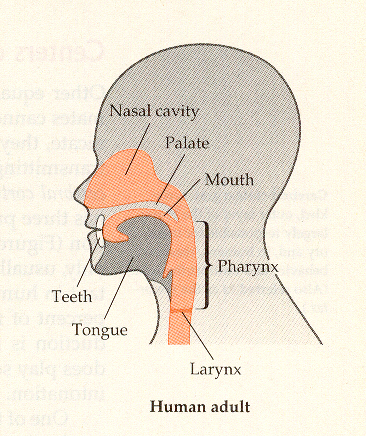 Nasal cavity
Palate
Mouth
Pharynx
Teeth
Tongue
Larynx
Human adult